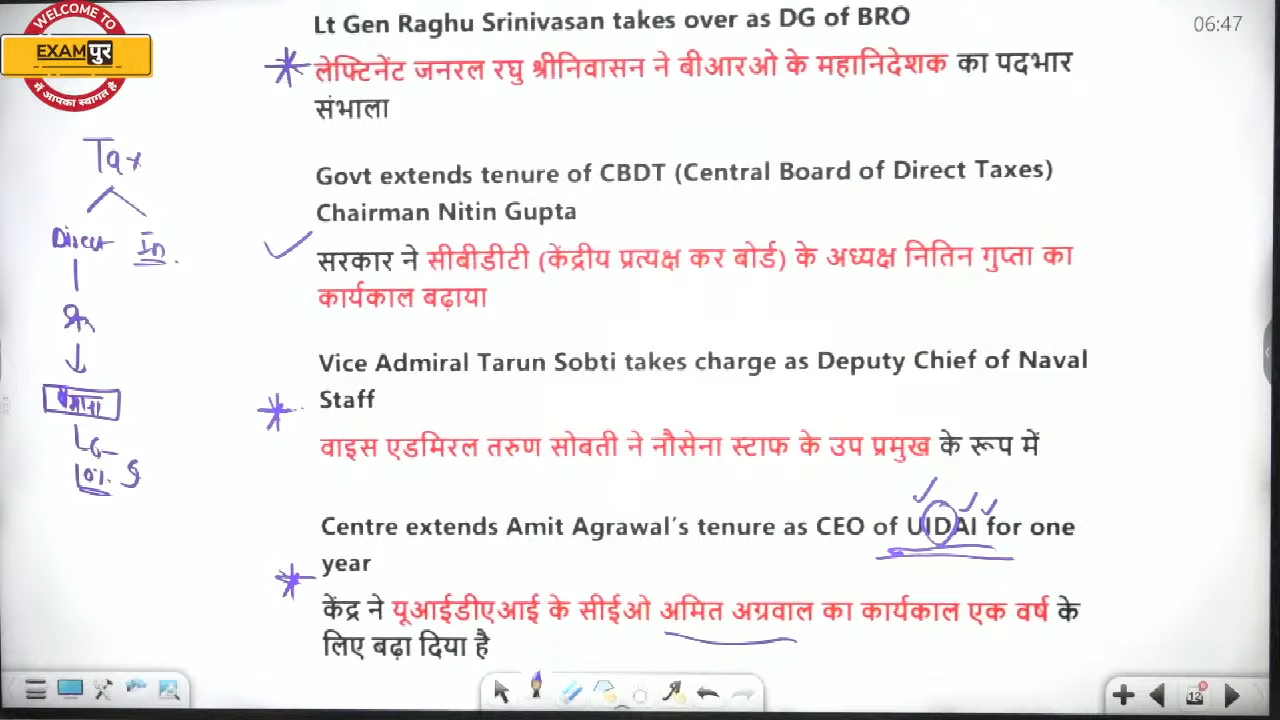 WELCOME TO
EXAMपुर
में आपका स्वागत है
06:47
Lt Gen Raghu Srinivasan takes over as DG of BRO
लेफ्टिनेंट जनरल रघु श्रीनिवासन ने बीआरओ के महानिदेशक का पदभार
संभाला
Govt extends tenure of CBDT (Central Board of Direct Taxes)
Chairman Nitin Gupta
सरकार ने सीबीडीटी (केंद्रीय प्रत्यक्ष कर बोर्ड) के अध्यक्ष नितिन गुप्ता का
कार्यकाल बढ़ाया
Vice Admiral Tarun Sobti takes charge as Deputy Chief of Naval
Staff
वाइस एडमिरल तरुण सोबती ने नौसेना स्टाफ के उप प्रमुख के रूप में
Centre extends Amit Agrawal's tenure as CEO of UIDAI for one
year
केंद्र ने यूआईडीएआई के सीईओ अमित अग्रवाल का कार्यकाल एक वर्ष के
लिए बढ़ा दिया है
Tax
Direct In
10%
12